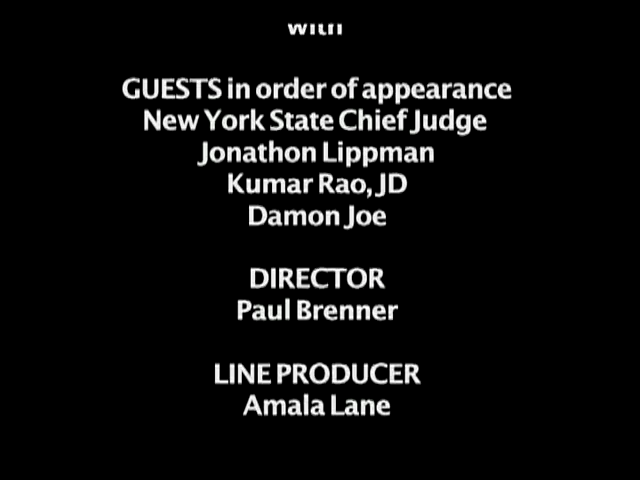 with
GUESTS in order of appearance
New York State Chief Judge
Jonathon Lippman
Kumar Rao, JD
Damon Joe
DIRECTOR
Paul Brenner
LINE PRODUCER
Amala Lane